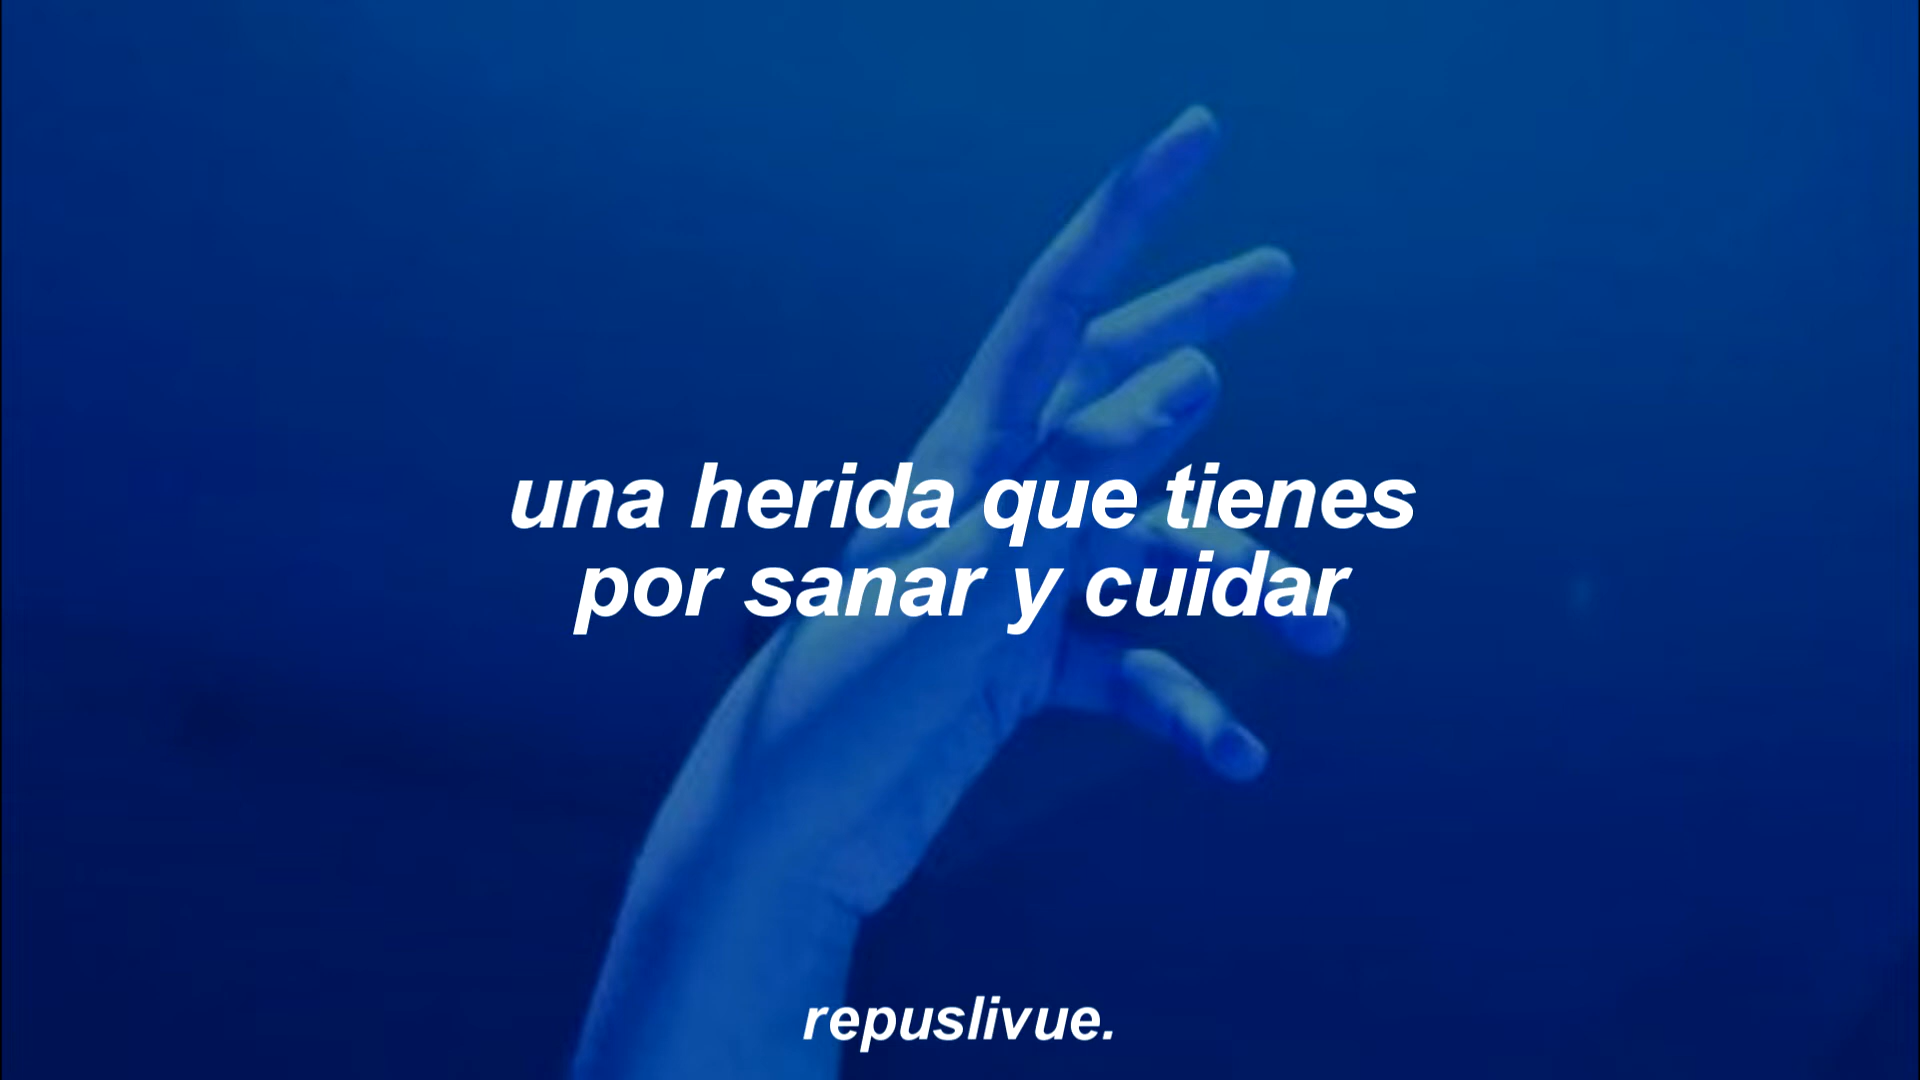 una herida que tienes
por sanar y cuidar
repuslivue.